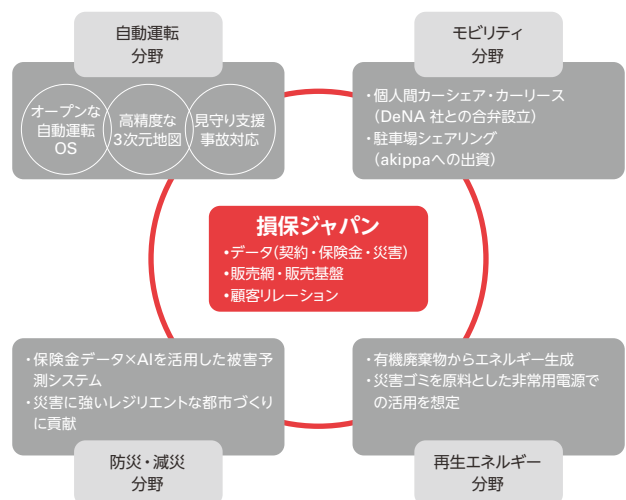 自動運転
分野
オープンな
自動運転
OS
高精度な
3次元地図
見守り支援
事故対応
モビリティ
分野
・個人間カーシェア・カーリース
(DeNA 社との合弁設立)
・駐車場シェアリング
(akippaへの出資)
損保ジャパン
•データ(契約・保険金・災害)
•販売網・販売基盤
•顧客リレーション
・保険金データ×AIを活用した被害予
測システム
・災害に強いレジリエントな都市づくり
に貢献
防災・減災
分野
・有機廃棄物からエネルギー生成
・災害ゴミを原料とした非常用電源で
の活用を想定
再生エネルギー
分野